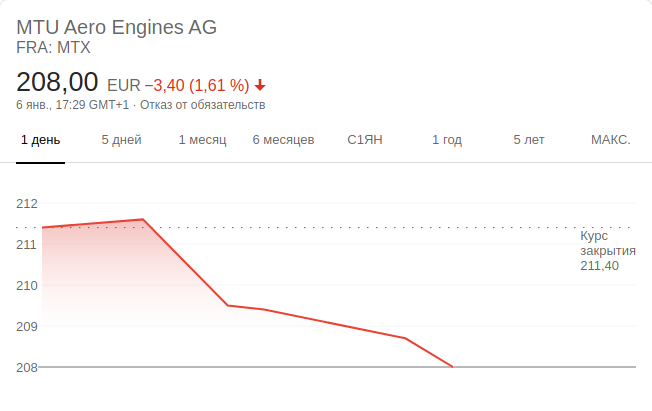 MTU Aero Engines AG
FRA: MTX
208,00 EUR −3,40 (1,61 %)
6 янв., 17:29 GMT+1 · Отказ от обязательств
1 день 5 дней 1 месяц 6 месяцев С1ЯН 1 год 5 лет МАКС.
212
Курс
закрытия
211,40
211
210
209
208